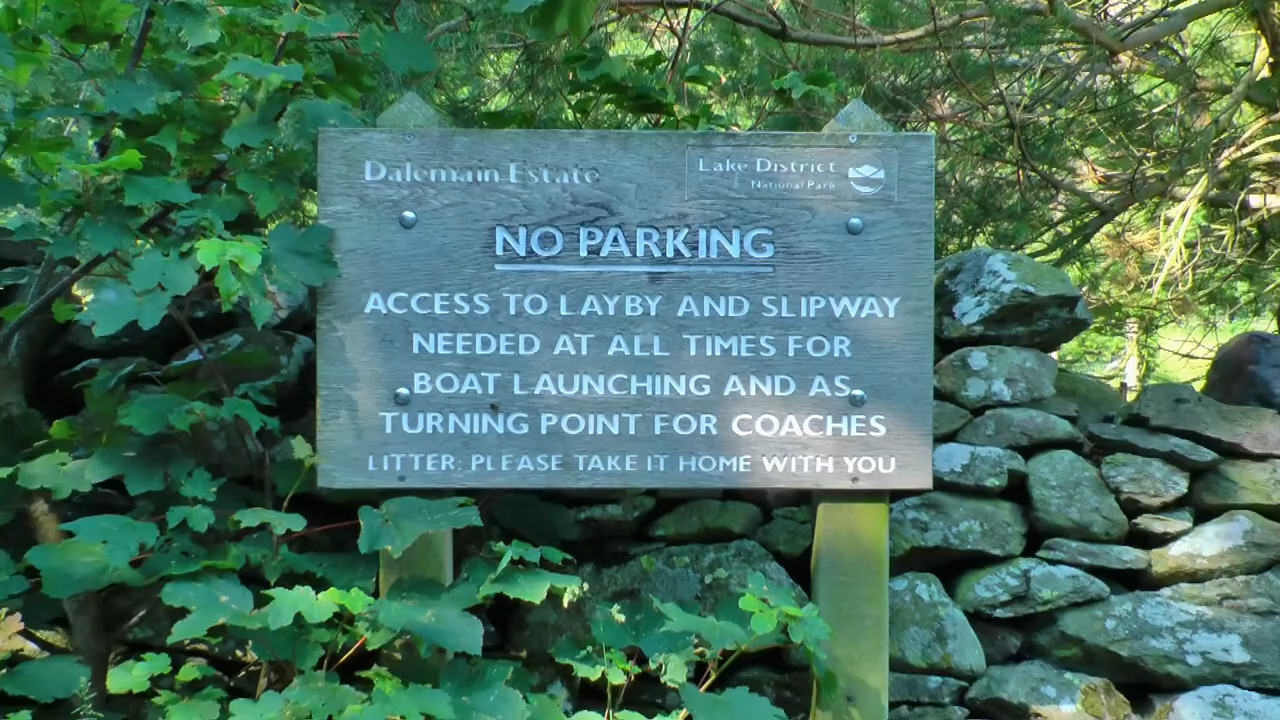 Dalemain Estate
Lake District
National Park
NO PARKING
ACCESS TO LAYBY AND SLIPWAY
NEEDED AT ALL TIMES FOR
BOAT LAUNCHING AND AS
TURNING POINT FOR COACHES
LITTER: PLEASE TAKE IT HOME WITH YOU